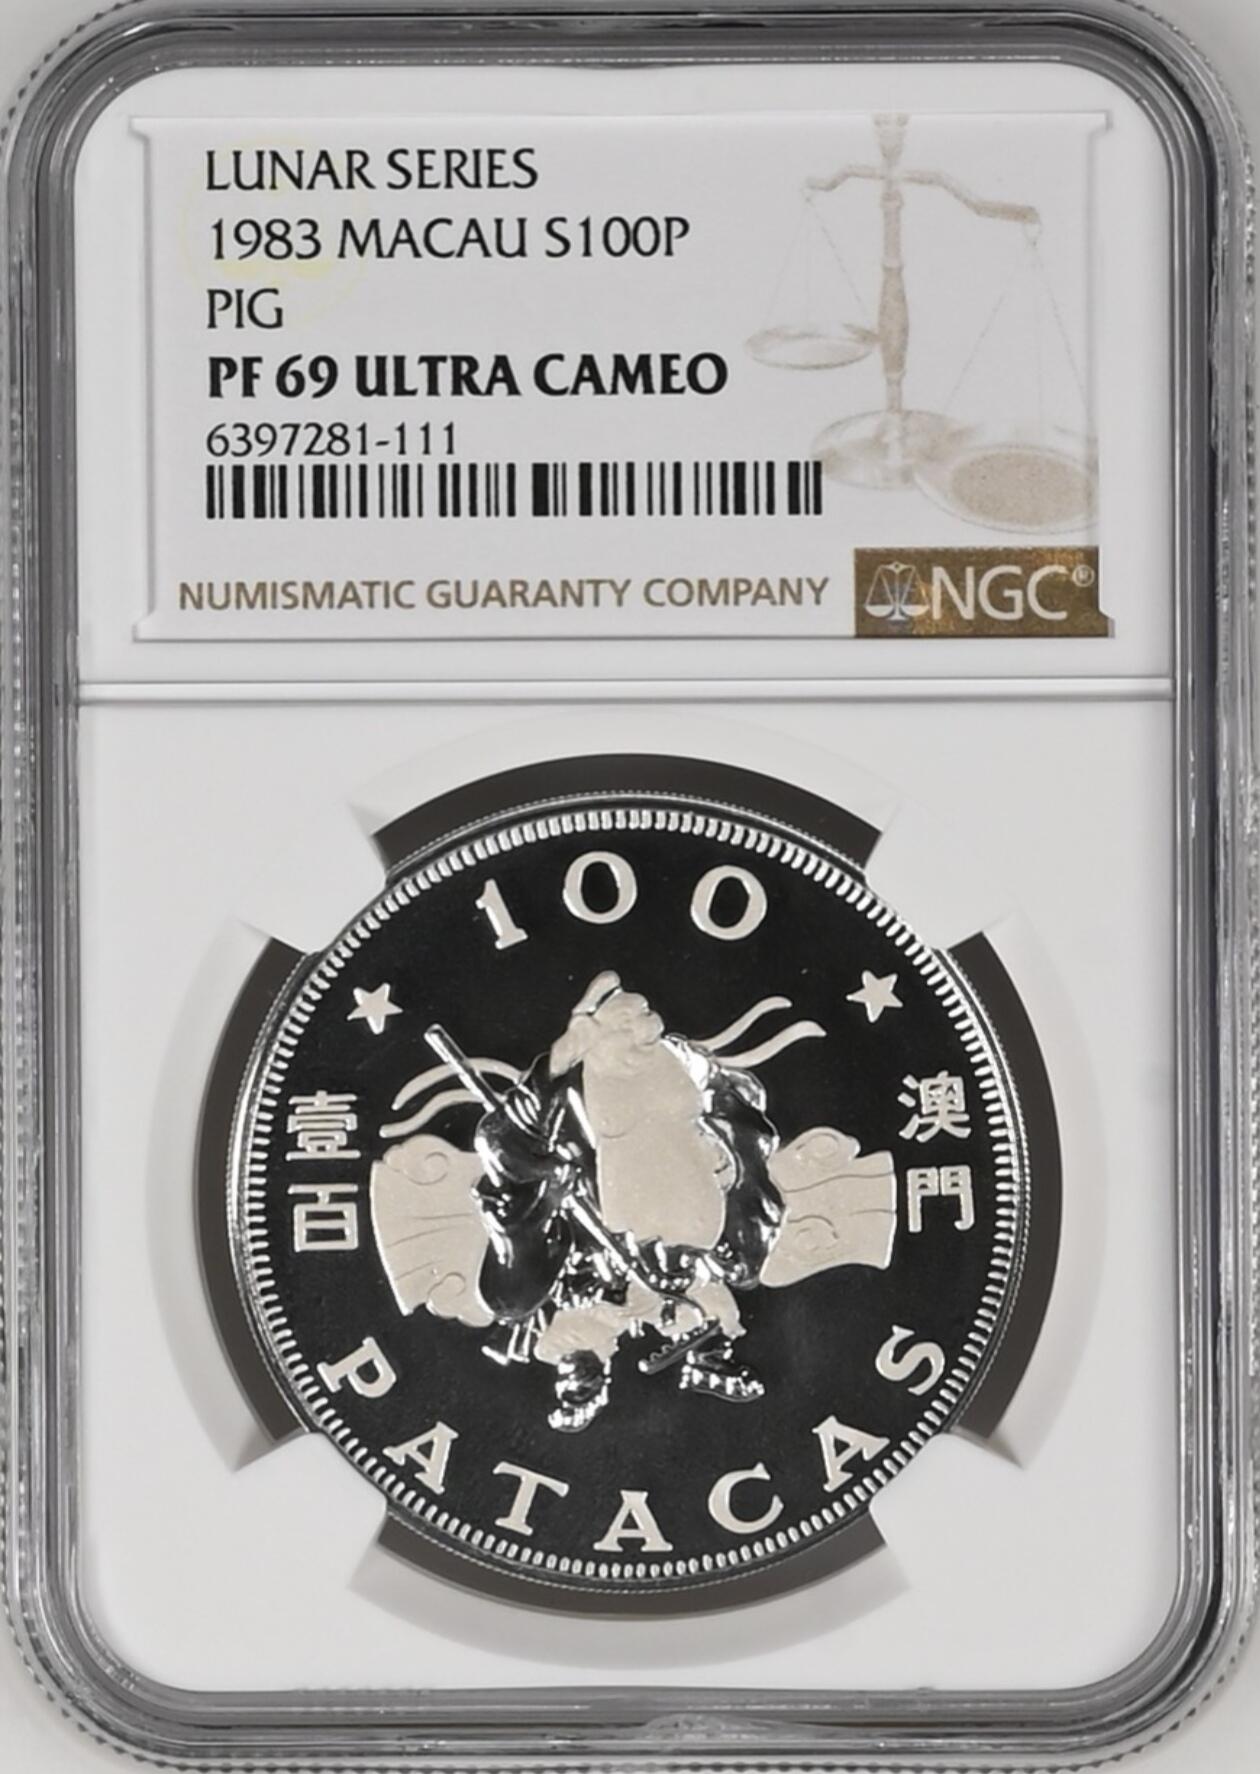 LUNAR SERIES
1983 MACAU S100P
PIG
PF 69 ULTRA CAMEO
6397281-111
NUMISMATIC GUARANTY COMPANY
NGC®
100
壹百
澳門
PATACAS